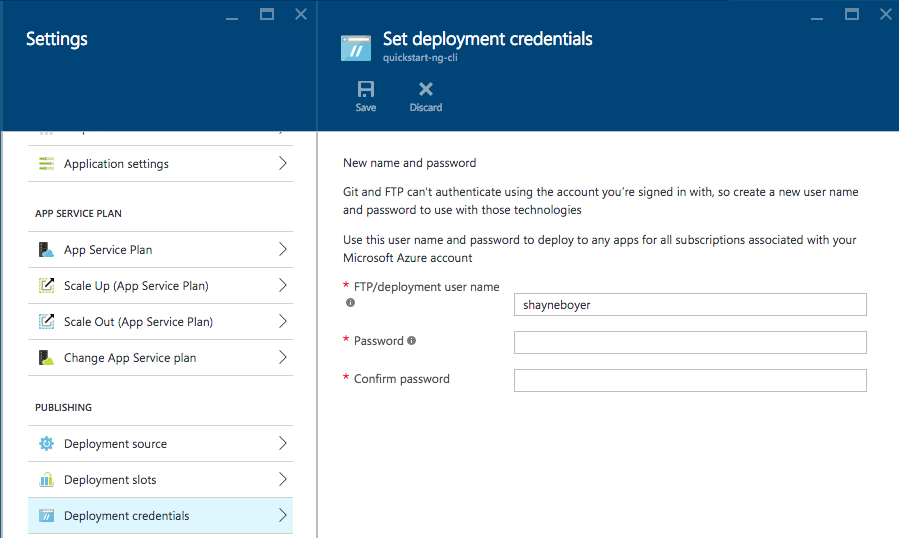 Settings
Application settings
APP SERVICE PLAN
App Service Plan
Scale Up (App Service Plan)
Scale Out (App Service Plan)
Change App Service plan
PUBLISHING
Deployment source
Deployment slots
Deployment credentials
Set deployment credentials
quickstart-ng-cli
Save
Discard
New name and password
Git and FTP can't authenticate using the account you're signed in with, so create a new user name
and password to use with those technologies
Use this user name and password to deploy to any apps for all subscriptions associated with your
Microsoft Azure account
* FTP/deployment user name
shayneboyer
* Password
* Confirm password